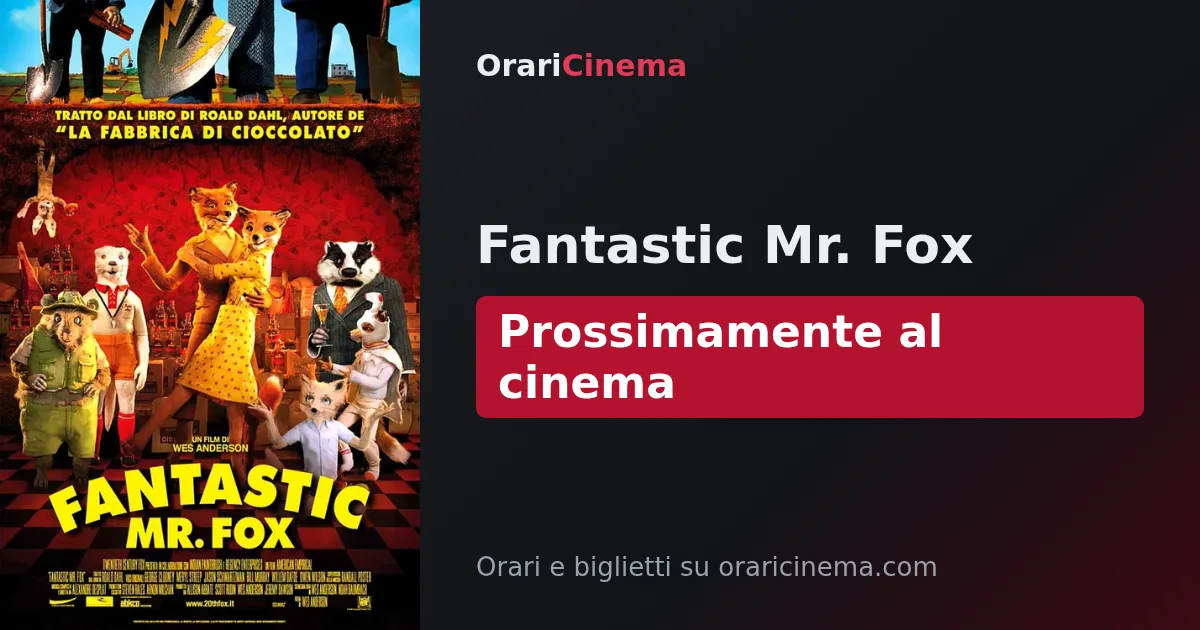 TRATTO DAL LIBRO DI ROALD DAHL, AUTORE DE
“LA FABBRICA DI CIOCCOLATO”
UN FILM DI
WES ANDERSON
FANTASTIC
MR. FOX
www.20thfox.it
OrariCinema
Fantastic Mr. Fox
Prossimamente al
cinema
Orari e biglietti su oraricinema.com